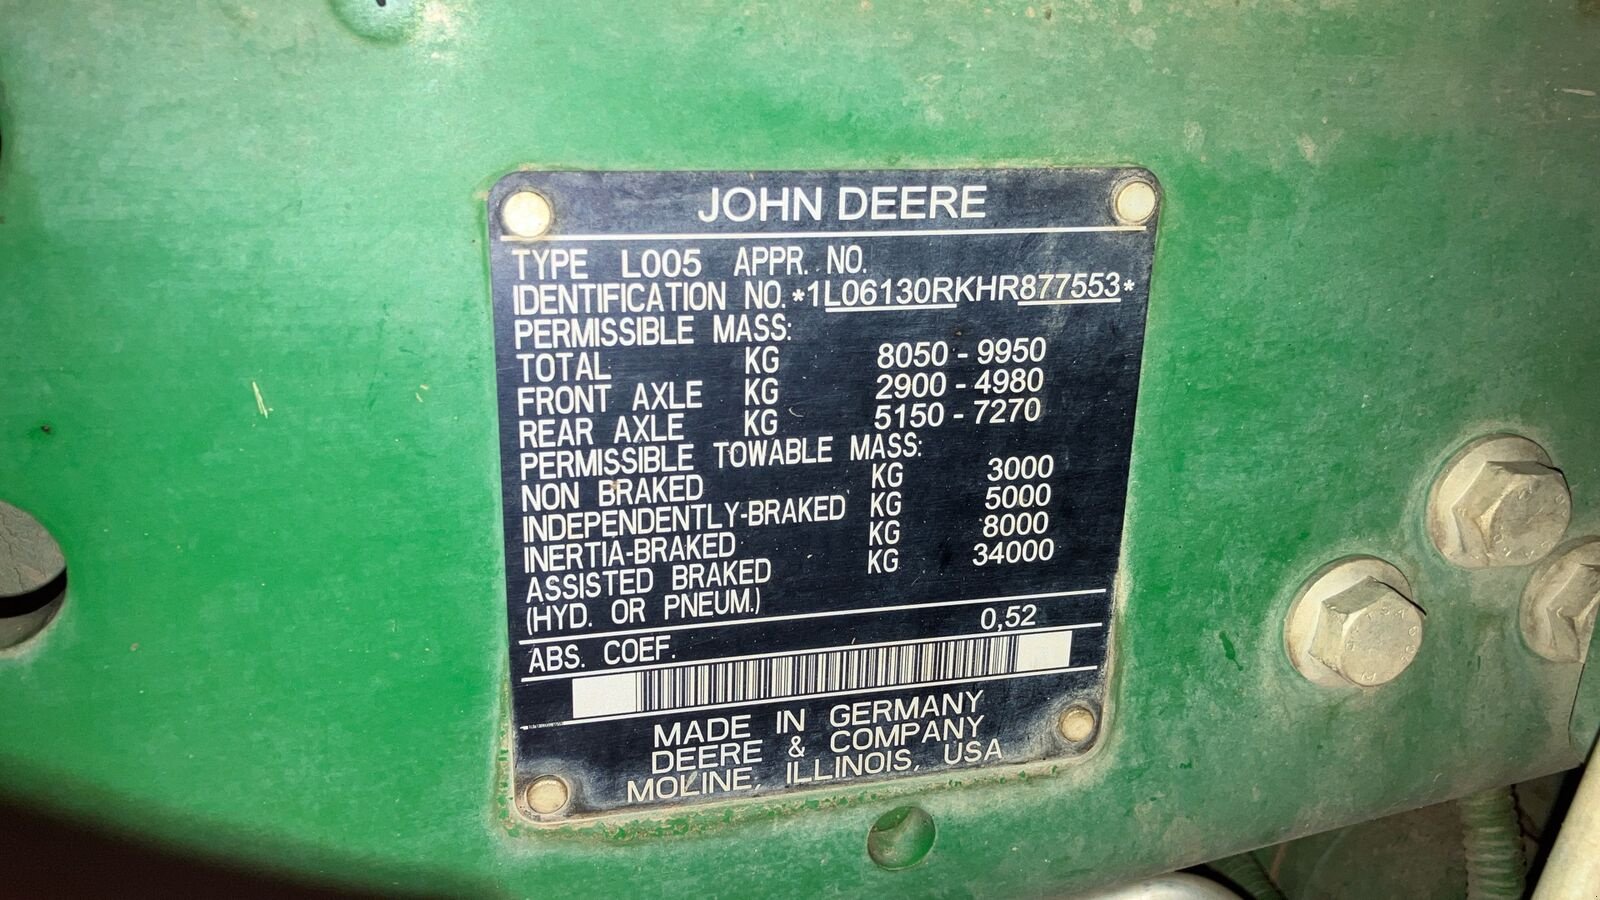 JOHN DEERE
TYPE L005 APPR. NO.
IDENTIFICATION NO. *1L06130RKHR877553*
PERMISSIBLE MASS:
TOTAL KG 8050 - 9950
FRONT AXLE KG 2900 - 4980
REAR AXLE KG 5150 - 7270
PERMISSIBLE TOWABLE MASS:
NON BRAKED KG 3000
INDEPENDENTLY-BRAKED KG 5000
INERTIA-BRAKED KG 8000
ASSISTED BRAKED KG 34000
(HYD. OR PNEUM.)
ABS. COEF. 0,52
MADE IN GERMANY
DEERE & COMPANY
MOLINE, ILLINOIS, USA